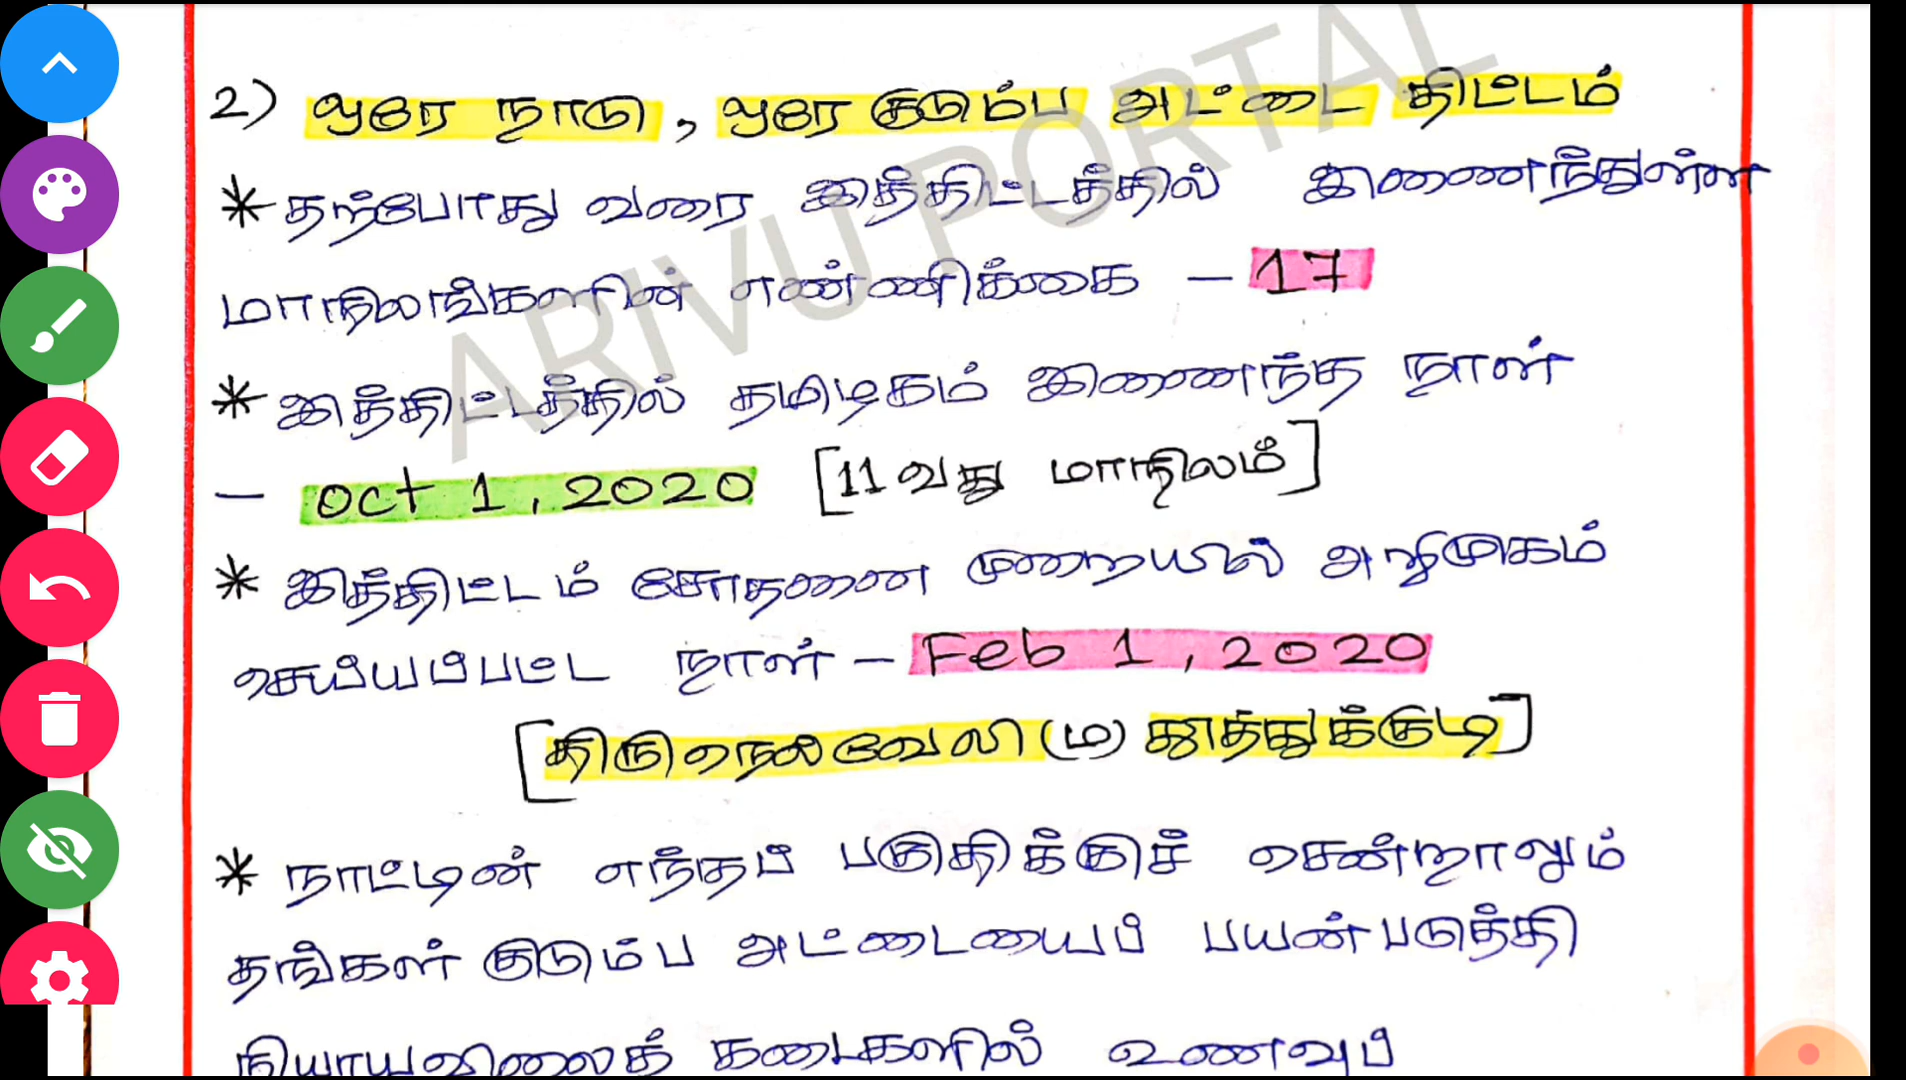 2) ஒரே நாடு, ஒரே குடும்ப அட்டை திட்டம்
* தற்போது வரை இத்திட்டத்தில் இணைந்துள்ள
மாநிலங்களின் எண்ணிக்கை – 17
* இத்திட்டத்தில் தமிழகம் இணைந்த நாள்
– Oct 1, 2020 [11 வது மாநிலம்]
* இத்திட்டம் சோதனை முறையில் அறிமுகம்
செய்யப்பட்ட நாள் – Feb 1, 2020
[திருநெல்வேலி (ம) தூத்துக்குடி]
* நாட்டின் எந்தப் பகுதிக்குச் சென்றாலும்
தங்கள் குடும்ப அட்டையைப் பயன்படுத்தி
நியாயவிலைக் கடைகளில் உணவுப்
ARIVU PORTAL